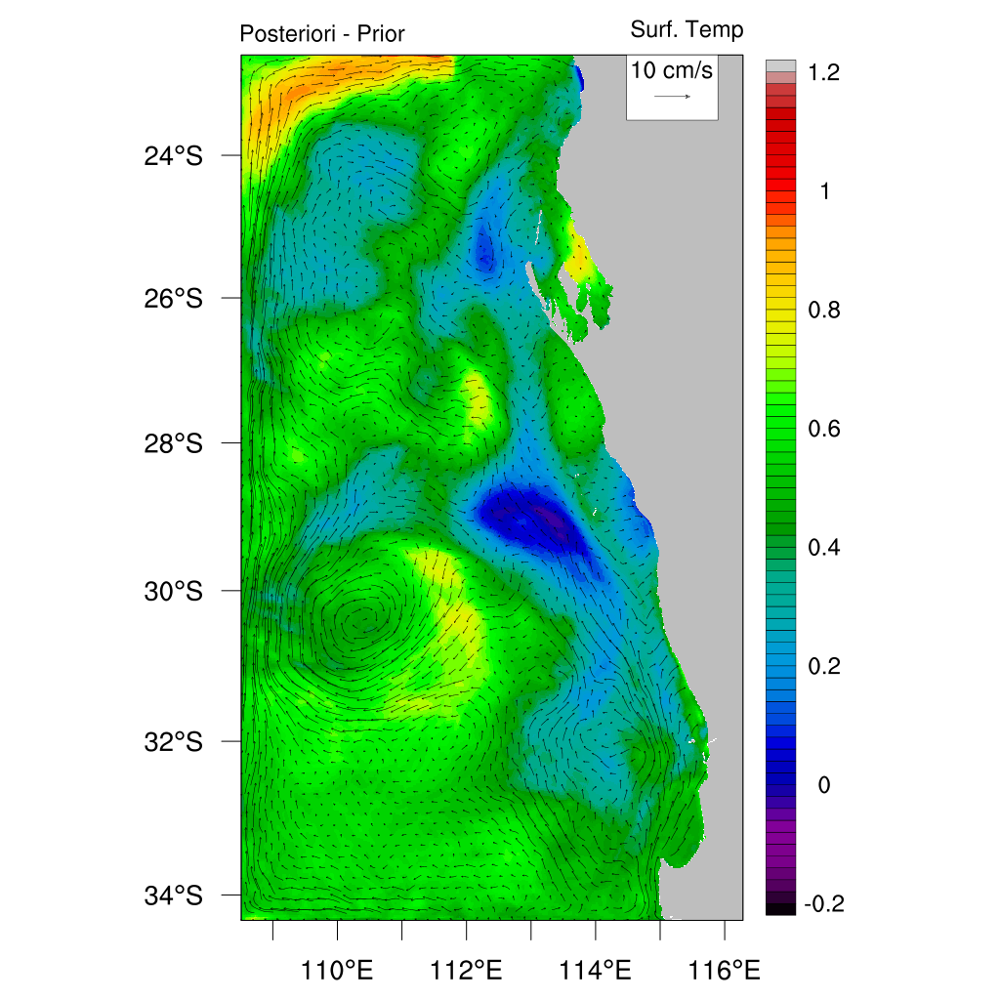 Posteriori - Prior
Surf. Temp
10 cm/s
24°S
26°S
28°S
30°S
32°S
34°S
110°E
112°E
114°E
116°E
1.2
1
0.8
0.6
0.4
0.2
0
-0.2